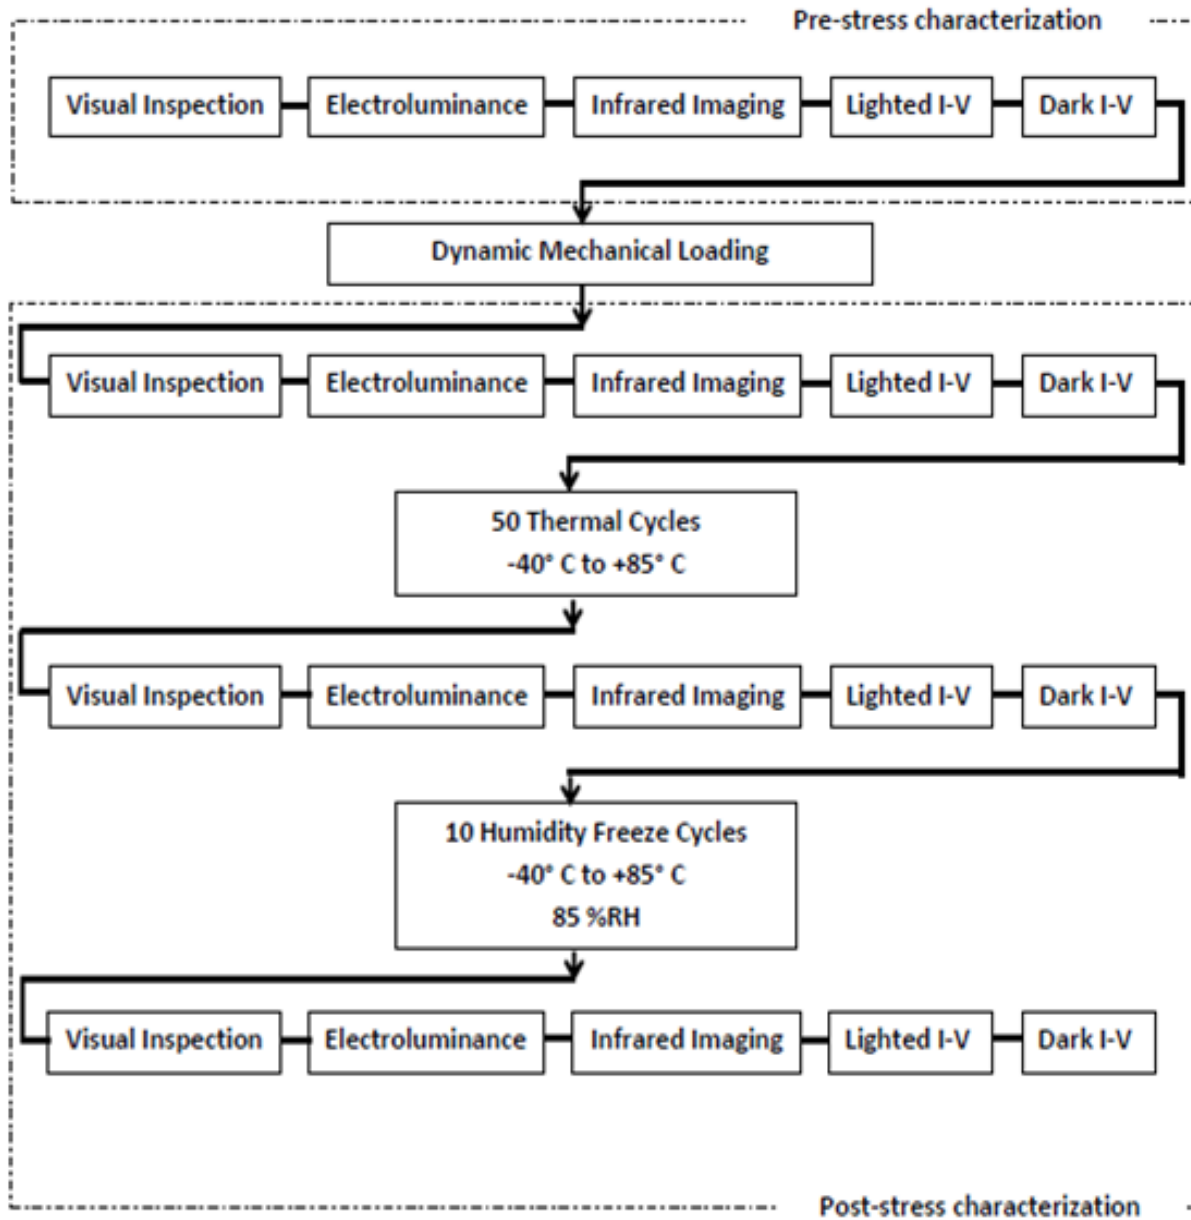 Pre-stress characterization
Visual Inspection
Electroluminance
Infrared Imaging
Lighted I-V
Dark I-V
Dynamic Mechanical Loading
Visual Inspection
Electroluminance
Infrared Imaging
Lighted I-V
Dark I-V
50 Thermal Cycles
-40° C to +85° C
Visual Inspection
Electroluminance
Infrared Imaging
Lighted I-V
Dark I-V
10 Humidity Freeze Cycles
-40° C to +85° C
85 %RH
Visual Inspection
Electroluminance
Infrared Imaging
Lighted I-V
Dark I-V
Post-stress characterization